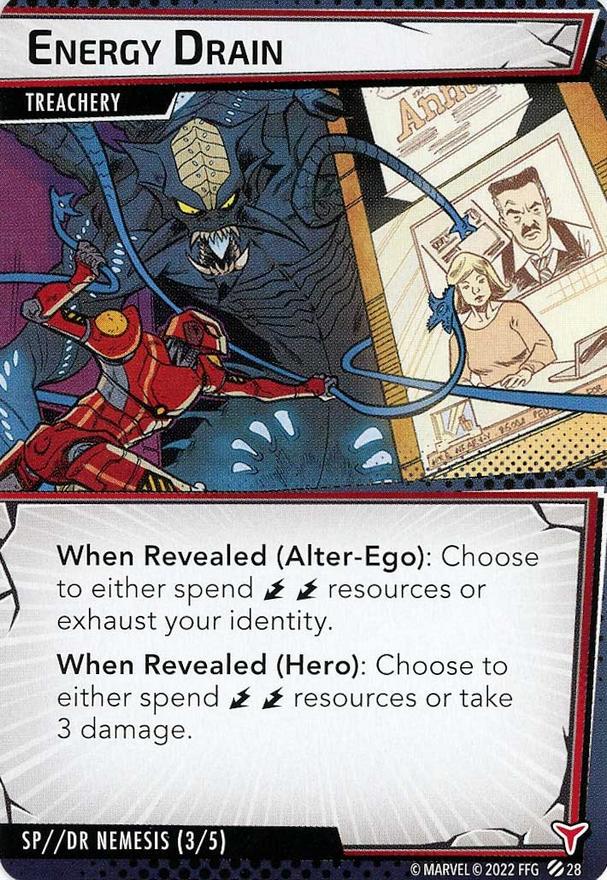 ENERGY DRAIN
TREACHERY
When Revealed (Alter-Ego): Choose
to either spend resources or
exhaust your identity.
When Revealed (Hero): Choose to
either spend resources or take
3 damage.
SP//DR NEMESIS (3/5)
© MARVEL © 2022 FFG 28